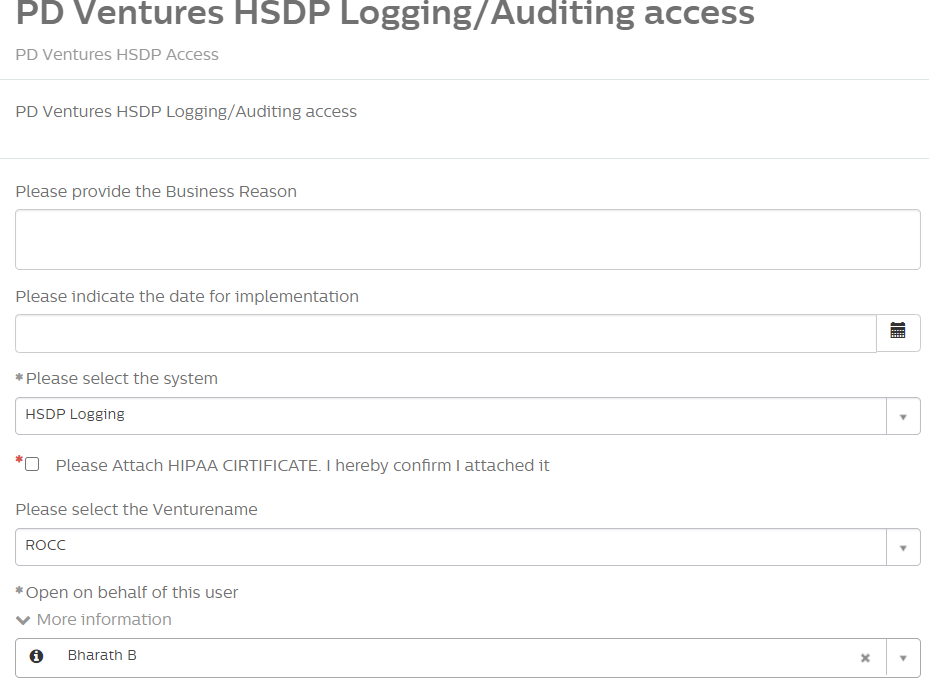 PD Ventures HSDP Logging/Auditing access
PD Ventures HSDP Access
PD Ventures HSDP Logging/Auditing access
Please provide the Business Reason
Please indicate the date for implementation
*Please select the system
HSDP Logging
* Please Attach HIPAA CIRTIFICATE. I hereby confirm I attached it
Please select the Venturename
ROCC
*Open on behalf of this user
More information
Bharath B